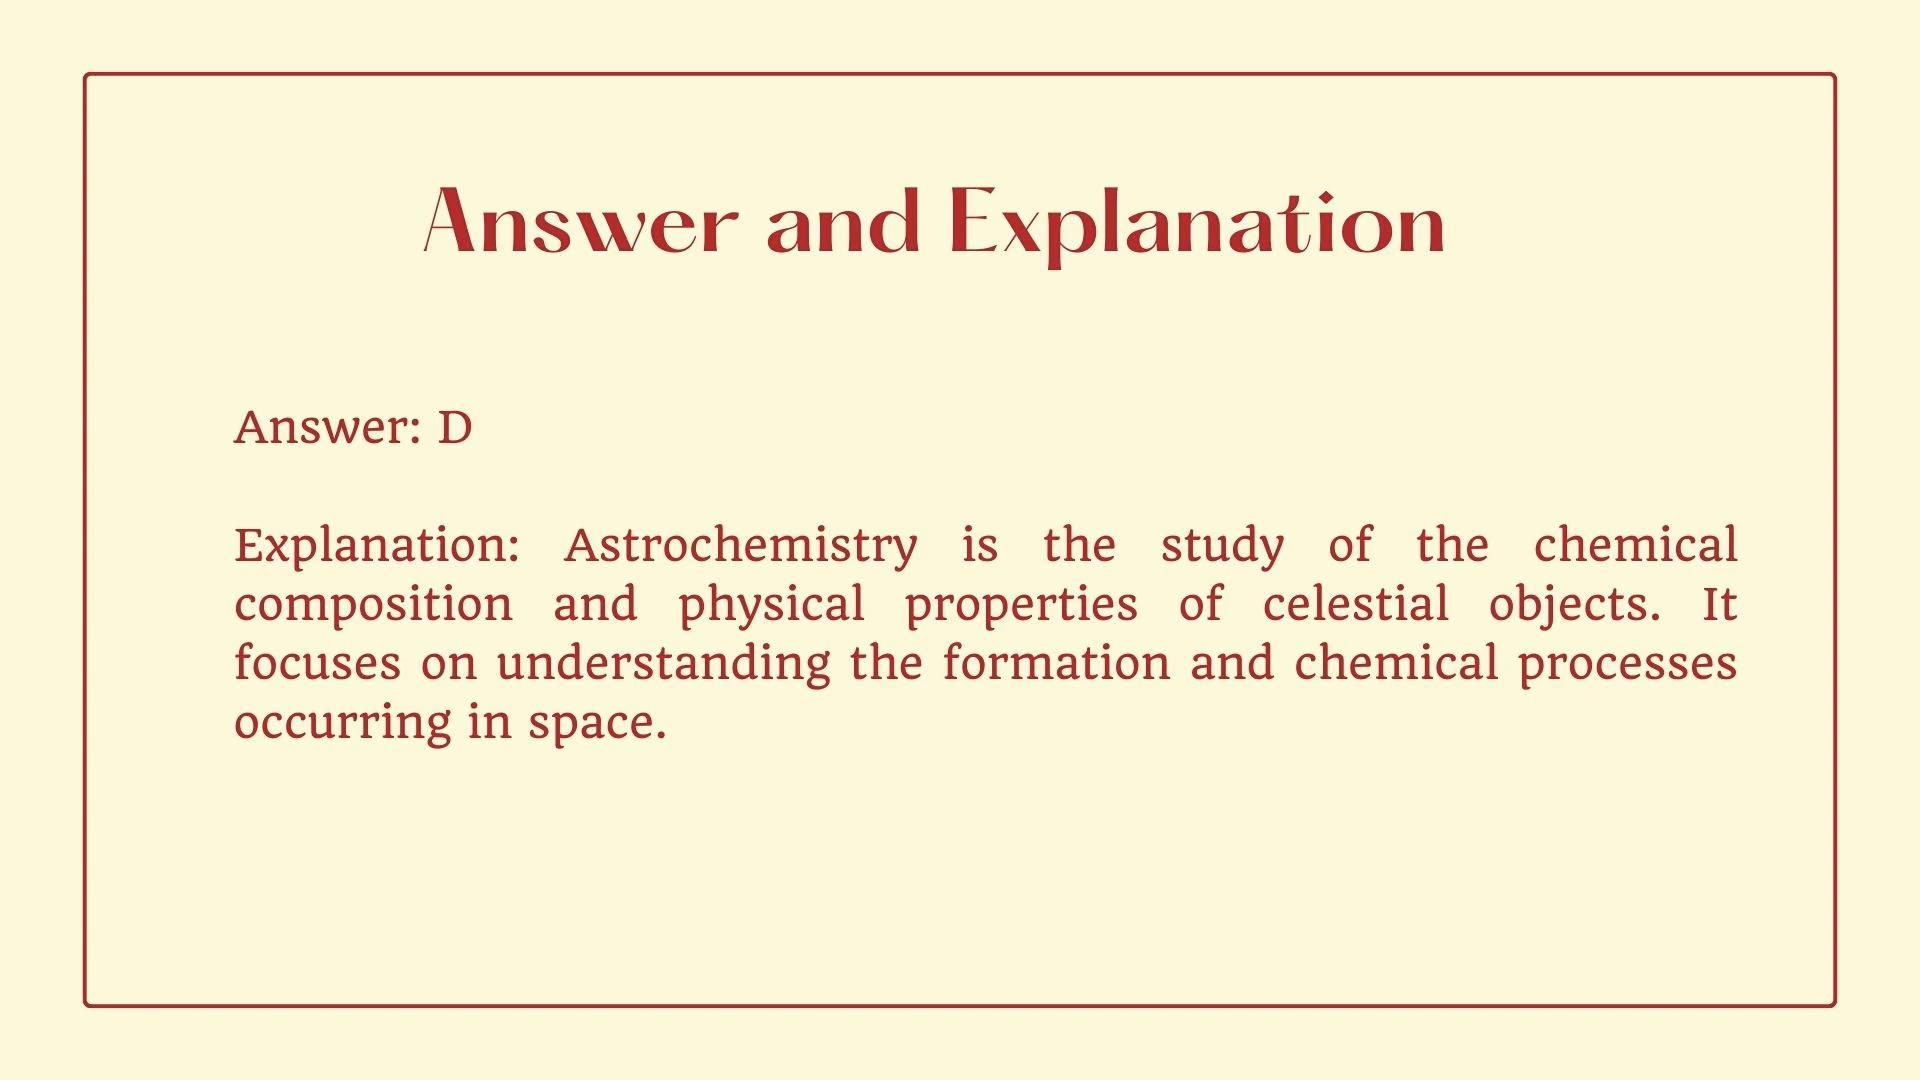 Answer and Explanation
Answer: D
Explanation: Astrochemistry is the study of the chemical
composition and physical properties of celestial objects. It
focuses on understanding the formation and chemical processes
occurring in space.